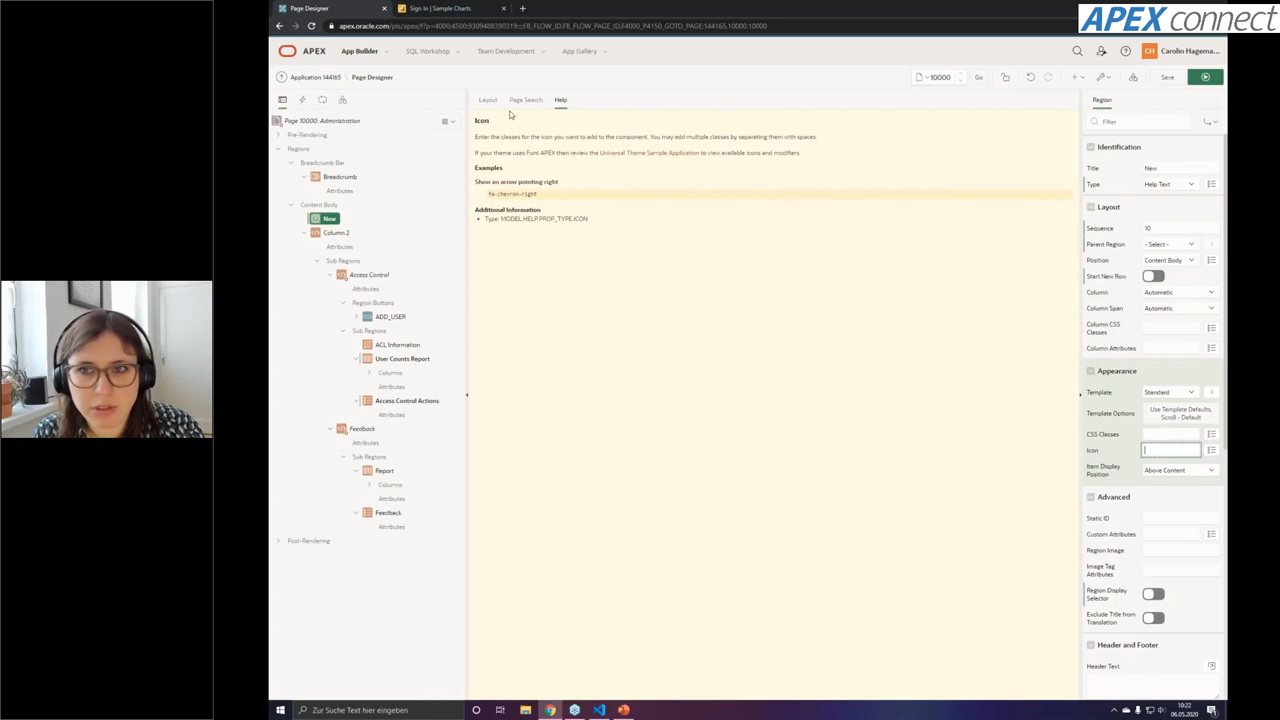 Page Designer
Sign In | Sample Charts
apex.oracle.com/pls/apex/f?p=4000:4500:9309488390319:::FB_FLOW_ID,FB_FLOW_PAGE_ID,F4000_P4150_GOTO_PAGE:144165,10000,10000
APEX connect
APEX
App Builder
SQL Workshop
Team Development
App Gallery
CH
Carolin Hagema...
Application 144165
Page Designer
10000
Go
Save
Page 10000: Administration
Pre-Rendering
Regions
Breadcrumb Bar
Breadcrumb
Attributes
Content Body
New
Column 2
Attributes
Sub Regions
Access Control
Attributes
Region Buttons
ADD_USER
Sub Regions
ACL Information
User Counts Report
Columns
Attributes
Access Control Actions
Attributes
Feedback
Attributes
Sub Regions
Report
Columns
Attributes
Feedback
Attributes
Post-Rendering
Layout
Page Search
Help
Icon
Enter the classes for the icon you want to add to the component. You may add multiple classes by separating them with spaces.
If your theme uses Font APEX then review the Universal Theme Sample Application to view available icons and modifiers.
Examples
Show an arrow pointing right
fa-chevron-right
Additional Information
Type: MODEL.HELP.PROP_TYPE.ICON
Region
Filter
Identification
Title New
Type Help Text
Layout
Sequence 10
Parent Region - Select -
Position Content Body
Start New Row
Column Automatic
Column Span Automatic
Column CSS
Classes
Column Attributes
Appearance
Template Standard
Template Options Use Template Defaults,
Scroll - Default
CSS Classes
Icon
Item Display
Position Above Content
Advanced
Static ID
Custom Attributes
Region Image
Image Tag
Attributes
Region Display
Selector
Exclude Title from
Translation
Header and Footer
Header Text
Zur Suche Text hier eingeben
10:22
06.05.2020